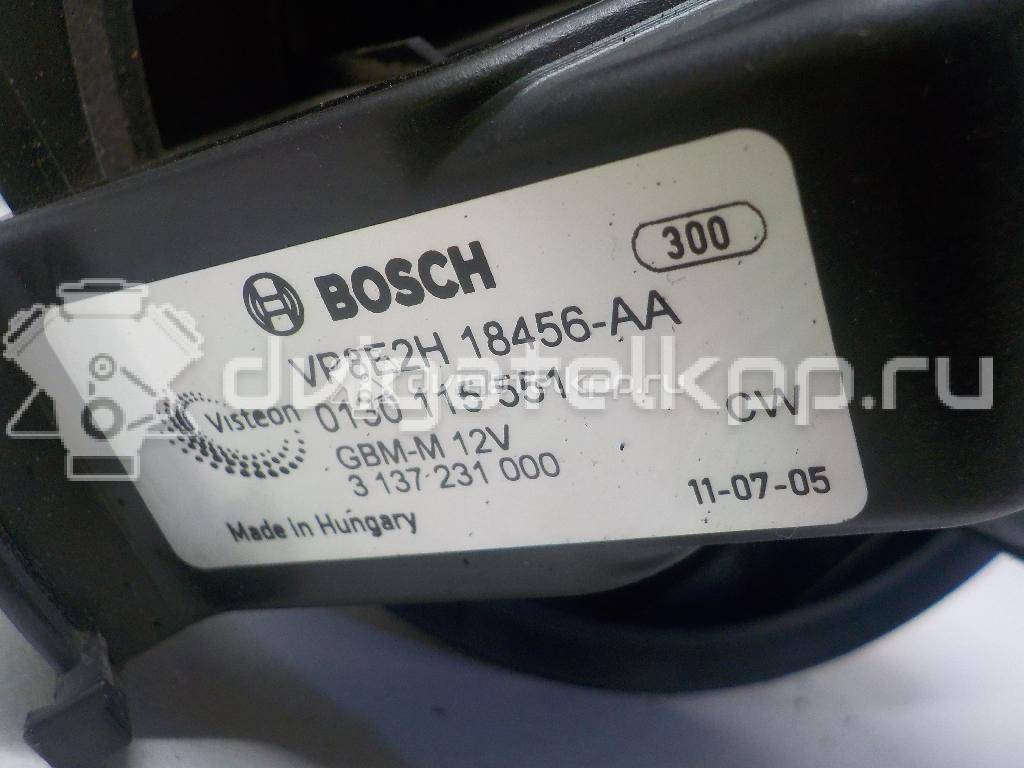 300
BOSCH
VP8E2H 18456-AA
Visteon
0130 115 551
CW
GBM-M 12V
3 137 231 000
11-07-05
Made in Hungary
dvigatelest.ru